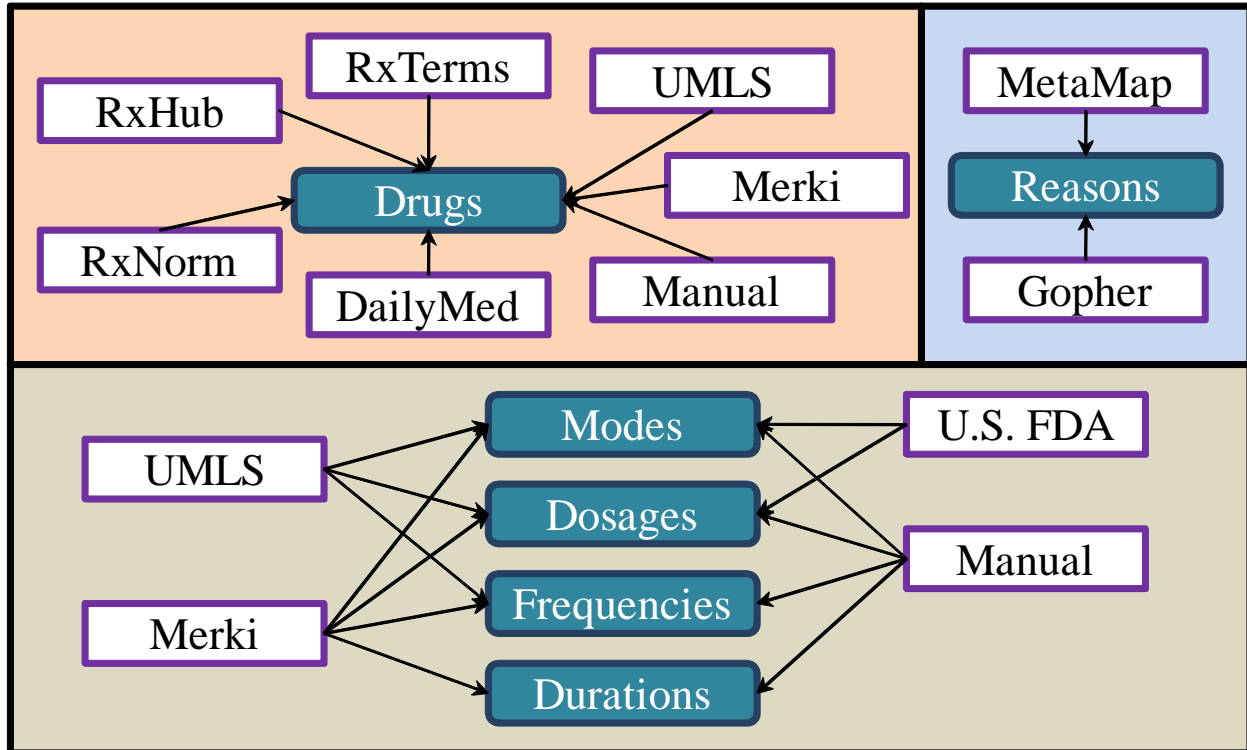 RxTerms
UMLS
MetaMap
RxHub
Merki
Drugs
Reasons
RxNorm
DailyMed
Manual
Gopher
Modes
U.S. FDA
UMLS
Dosages
Manual
Frequencies
Merki
Durations